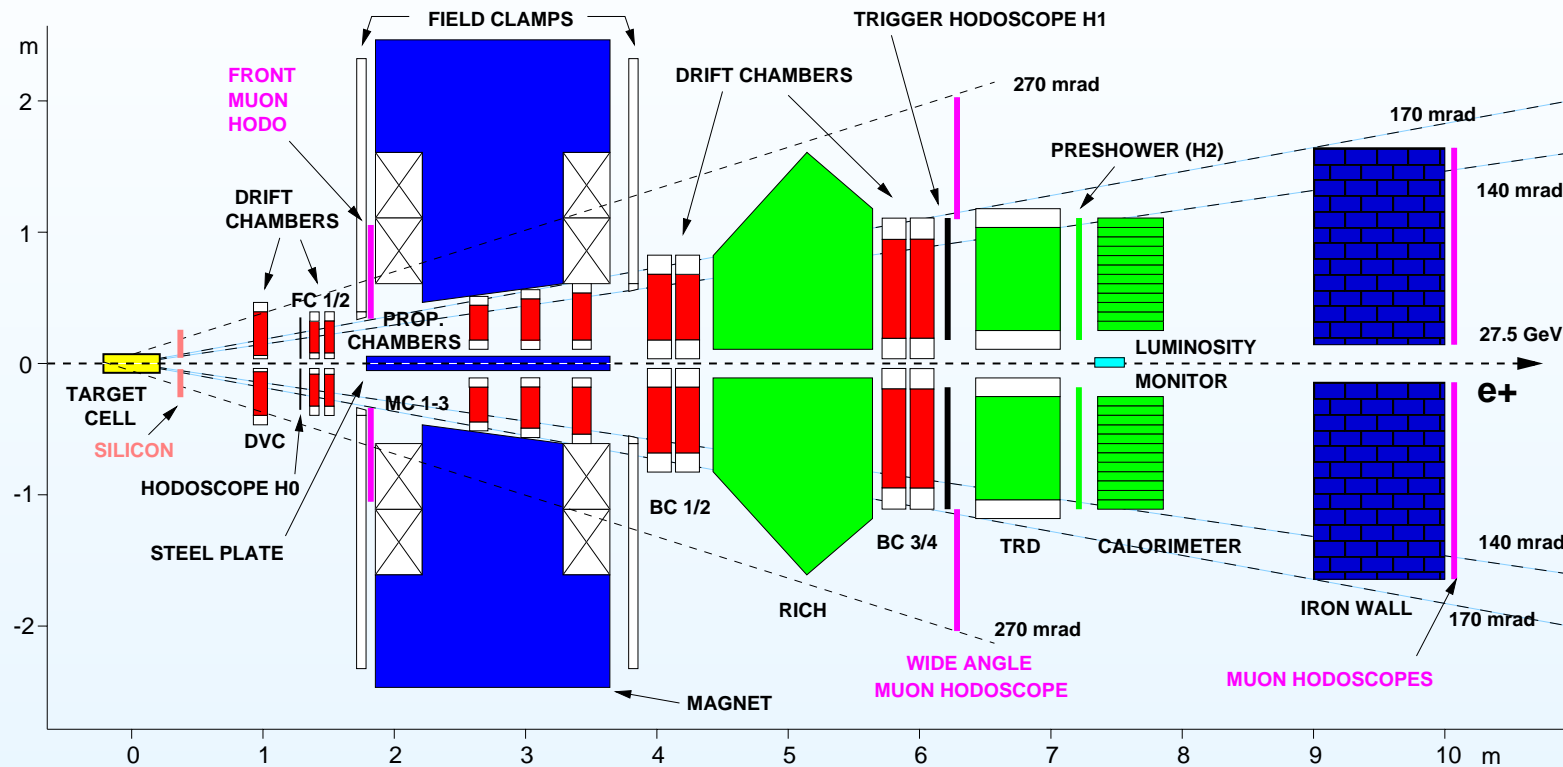 FIELD CLAMPS
TRIGGER HODOSCOPE H1
m
FRONT
MUON
HODO
DRIFT CHAMBERS
270 mrad
2
170 mrad
PRESHOWER (H2)
DRIFT
CHAMBERS
140 mrad
1
FC 1/2
PROP.
CHAMBERS
27.5 GeV
LUMINOSITY
0
MONITOR
e+
TARGET
CELL
MC 1-3
DVC
SILICON
HODOSCOPE H0
-1
BC 1/2
STEEL PLATE
BC 3/4
TRD
CALORIMETER
140 mrad
RICH
IRON WALL
170 mrad
-2
270 mrad
WIDE ANGLE
MUON HODOSCOPE
MUON HODOSCOPES
MAGNET
0 1 2 3 4 5 6 7 8 9 10 m